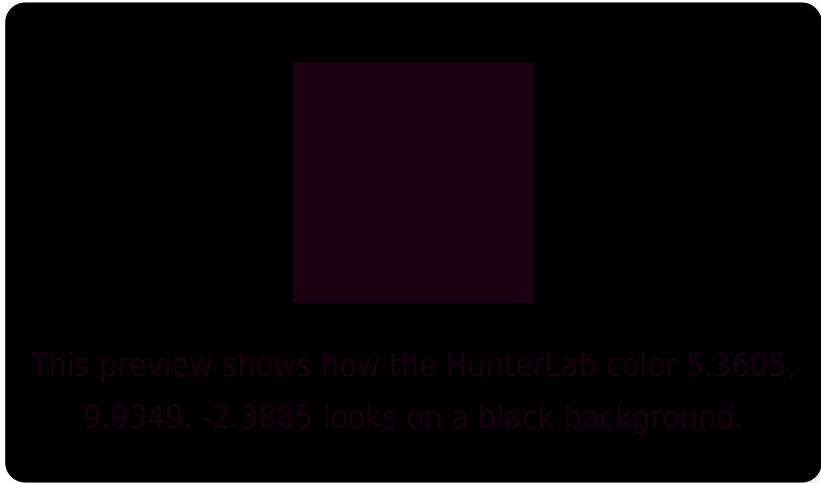 This preview shows how the HunterLab color 5.3605,
9.9349, -2.3885 looks on a black background.